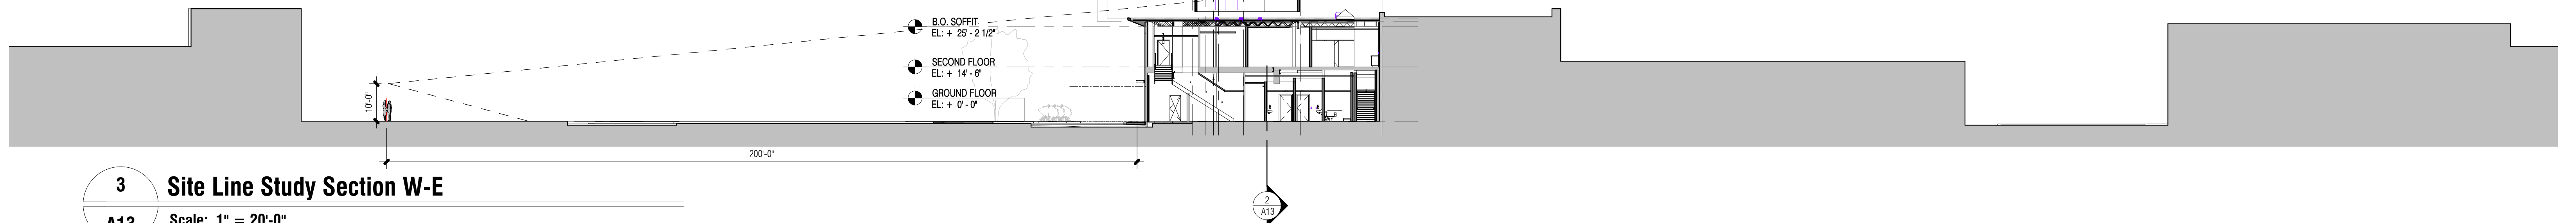 B.O. SOFFIT
EL: + 25' - 2 1/2"
SECOND FLOOR
EL: + 14' - 6"
GROUND FLOOR
EL: + 0' - 0"
10'-0"
200'-0"
3
Site Line Study Section W-E
A13
Scale: 1" = 20'-0"
2
A13